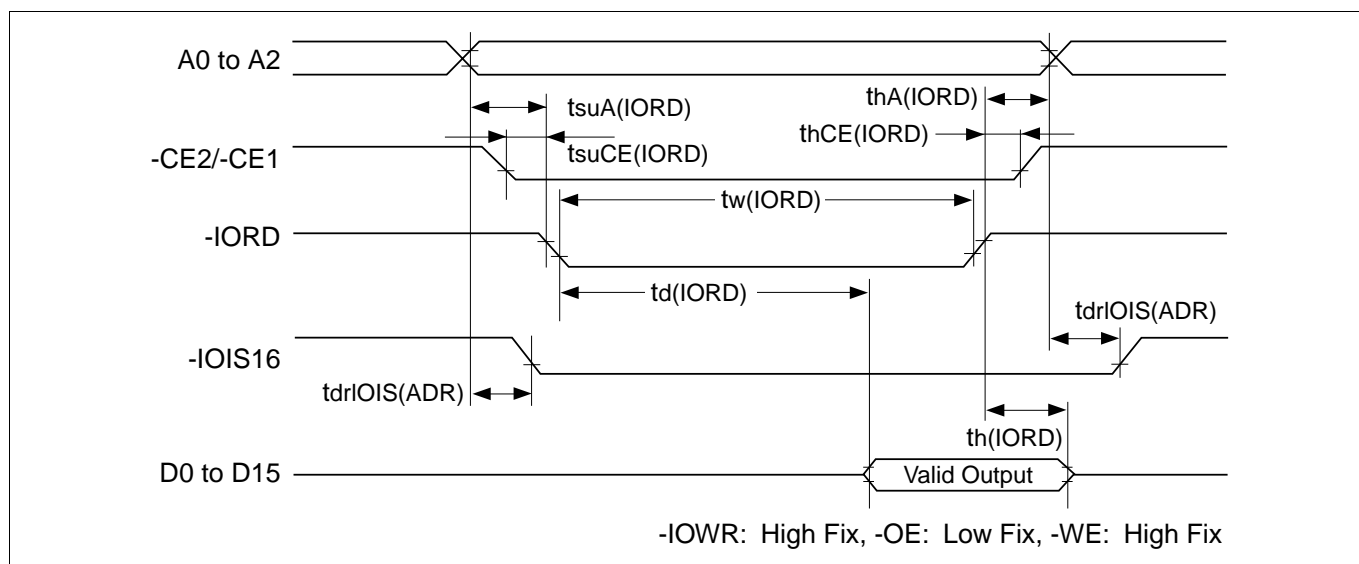 A0 to A2
tsuA(IORD)
thA(IORD)
thCE(IORD)
-CE2/-CE1
tsuCE(IORD)
tw(IORD)
-IORD
td(IORD)
tdrIOIS(ADR)
-IOIS16
tdrIOIS(ADR)
th(IORD)
D0 to D15
Valid Output
-IOWR: High Fix, -OE: Low Fix, -WE: High Fix